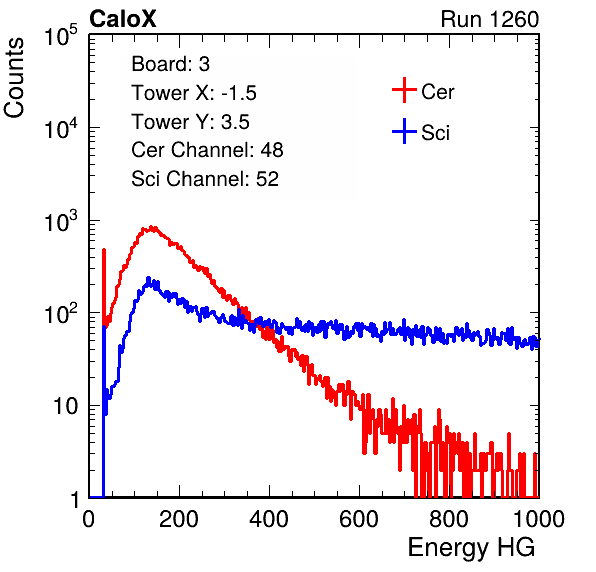 CaloX Run 1260
Counts
Board: 3
Tower X: -1.5
Tower Y: 3.5
Cer Channel: 48
Sci Channel: 52
Cer
Sci
10^5
10^4
10^3
10^2
10
1
0 200 400 600 800 1000
Energy HG